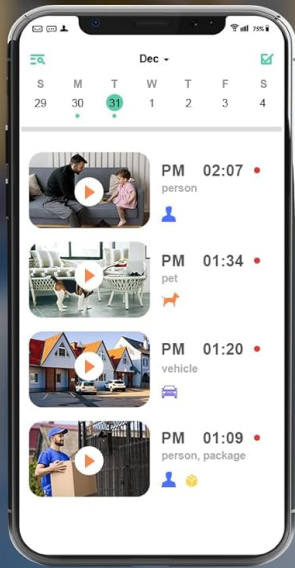 75%
Dec
S M T W T F S
29 30 31 1 2 3 4
PM 02:07
person
PM 01:34
pet
PM 01:20
vehicle
PM 01:09
person, package